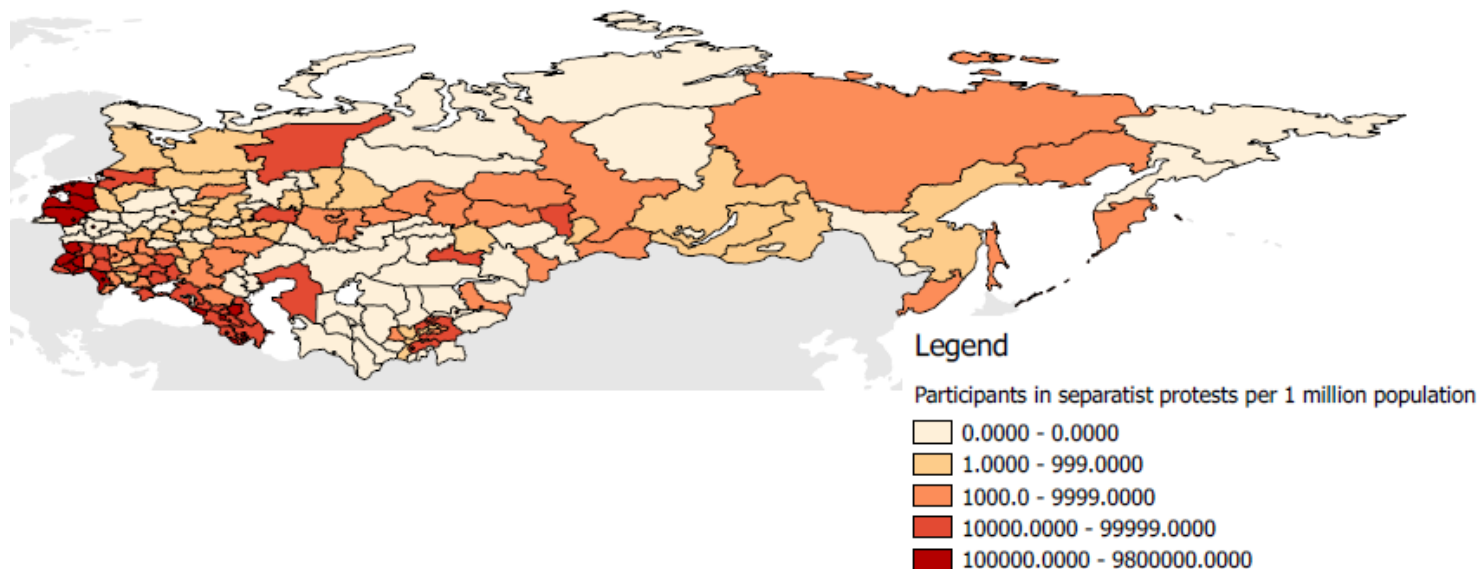 Legend
Participants in separatist protests per 1 million population
0.0000 - 0.0000
1.0000 - 999.0000
1000.0 - 9999.0000
10000.0000 - 99999.0000
100000.0000 - 9800000.0000